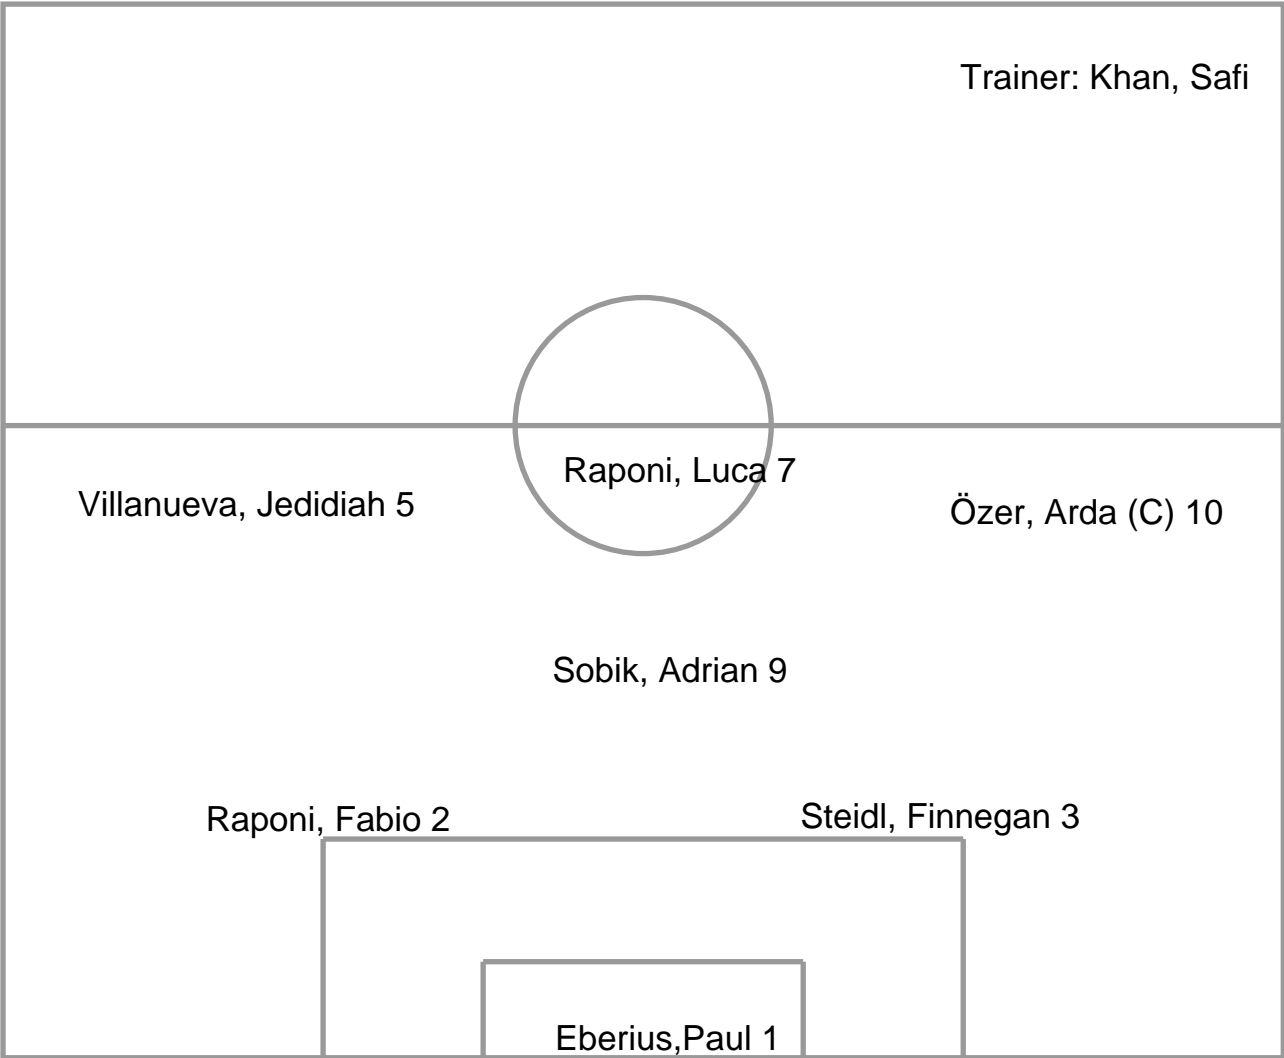 Trainer: Khan, Safi
Raponi, Luca 7
Villanueva, Jedidiah 5
Özer, Arda (C) 10
Sobik, Adrian 9
Raponi, Fabio 2
Steidl, Finnegan 3
Eberius,Paul 1